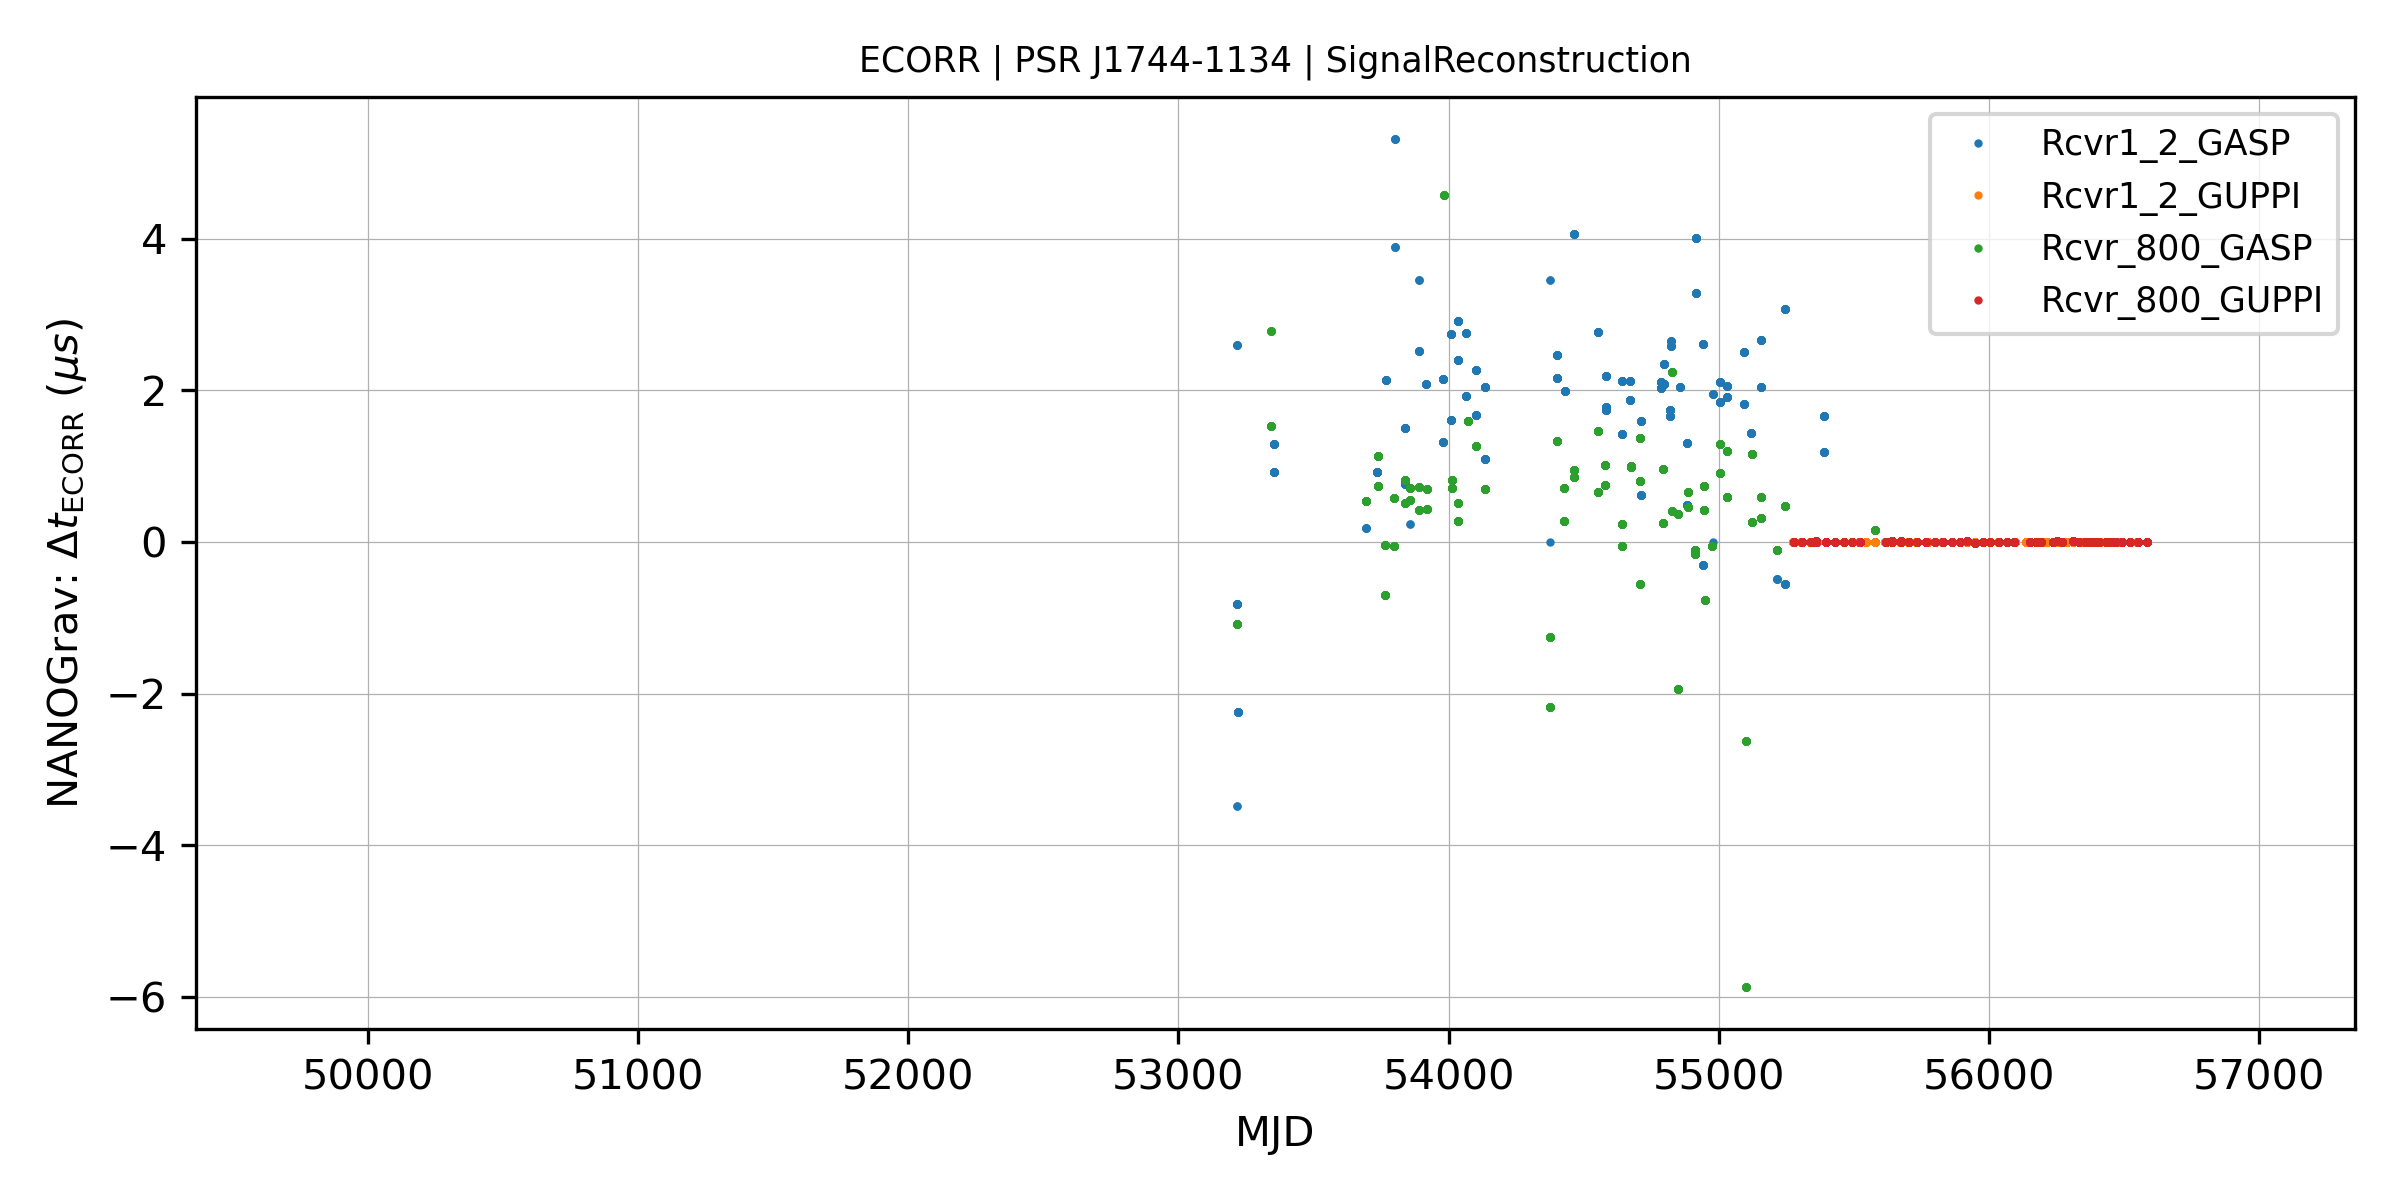 ECORR | PSR J1744-1134 | SignalReconstruction
NANOGrav: Δt_ECORR (μs)
4
2
0
−2
−4
−6
Rcvr1_2_GASP
Rcvr1_2_GUPPI
Rcvr_800_GASP
Rcvr_800_GUPPI
50000 51000 52000 53000 54000 55000 56000 57000
MJD